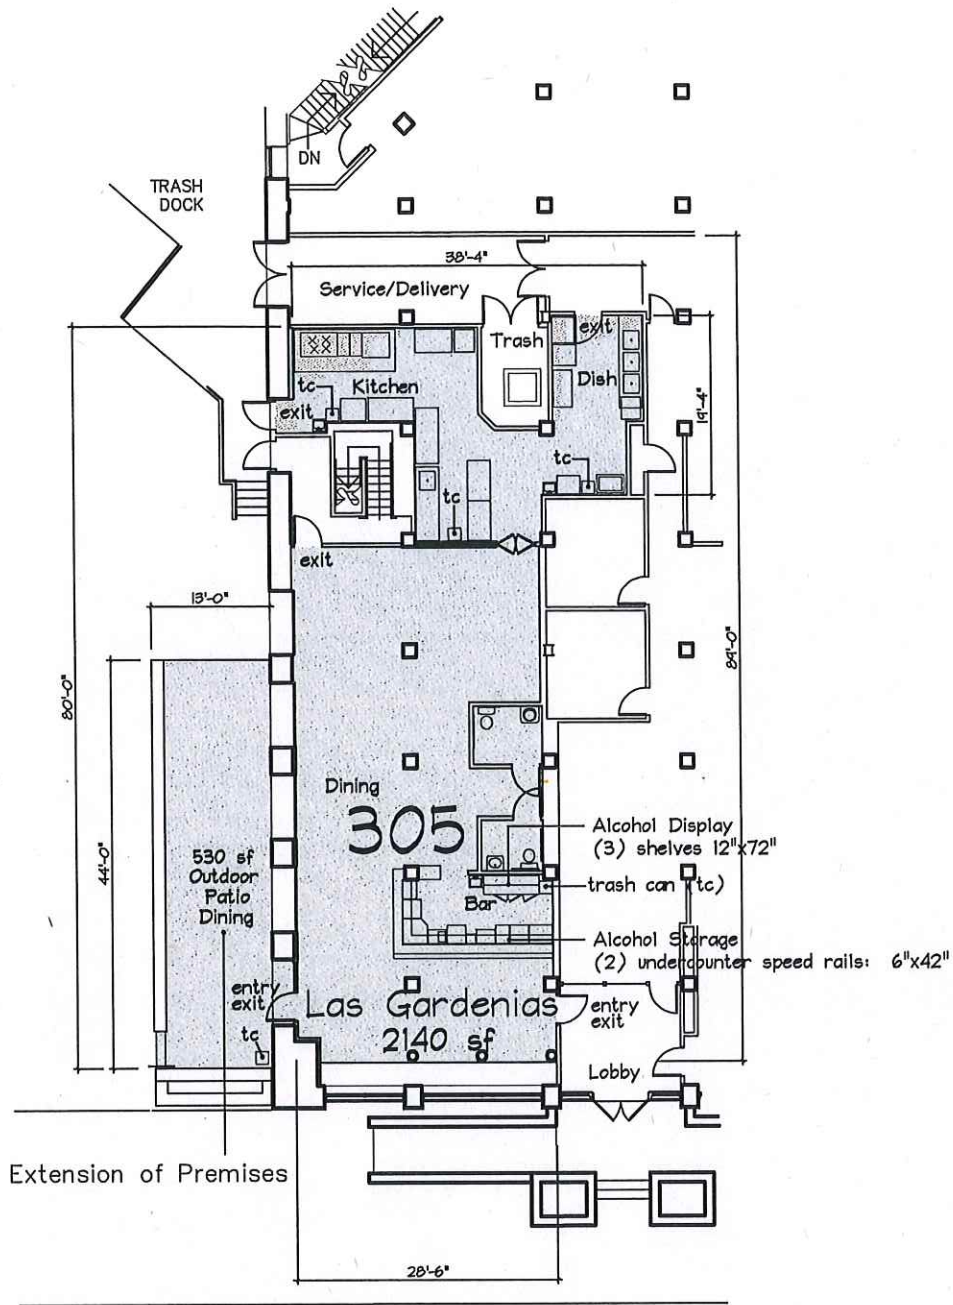 DN
TRASH
DOCK
38'-4"
Service/Delivery
Trash
exit
Dish
tc
Kitchen
exit
19'-4"
tc
tc
exit
13'-0"
80'-0"
89'-0"
44'-0"
Dining
305
530 sf
Outdoor
Patio
Dining
Alcohol Display
(3) shelves 12"x72"
trash can (tc)
Bar
Alcohol Storage
(2) undercounter speed rails: 6"x42"
entry
exit
Las Gardenias
2140 sf
entry
exit
tc
Lobby
Extension of Premises
28'-6"